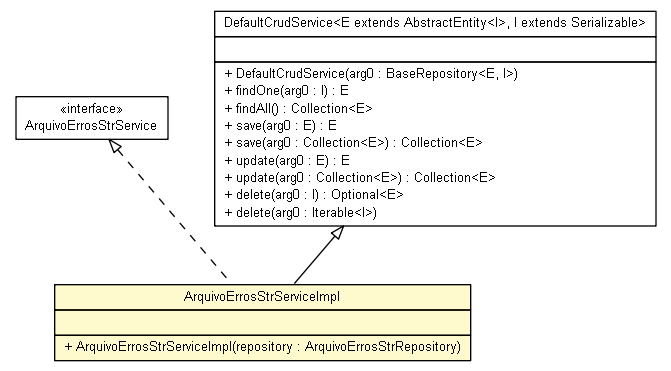 DefaultCrudService<E extends AbstractEntity<I>, I extends Serializable>
+ DefaultCrudService(arg0 : BaseRepository<E, I>)
+ findOne(arg0 : I) : E
+ findAll() : Collection<E>
+ save(arg0 : E) : E
+ save(arg0 : Collection<E>) : Collection<E>
+ update(arg0 : E) : E
+ update(arg0 : Collection<E>) : Collection<E>
+ delete(arg0 : I) : Optional<E>
+ delete(arg0 : Iterable<I>)
«interface»
ArquivoErrosStrService
ArquivoErrosStrServiceImpl
+ ArquivoErrosStrServiceImpl(repository : ArquivoErrosStrRepository)